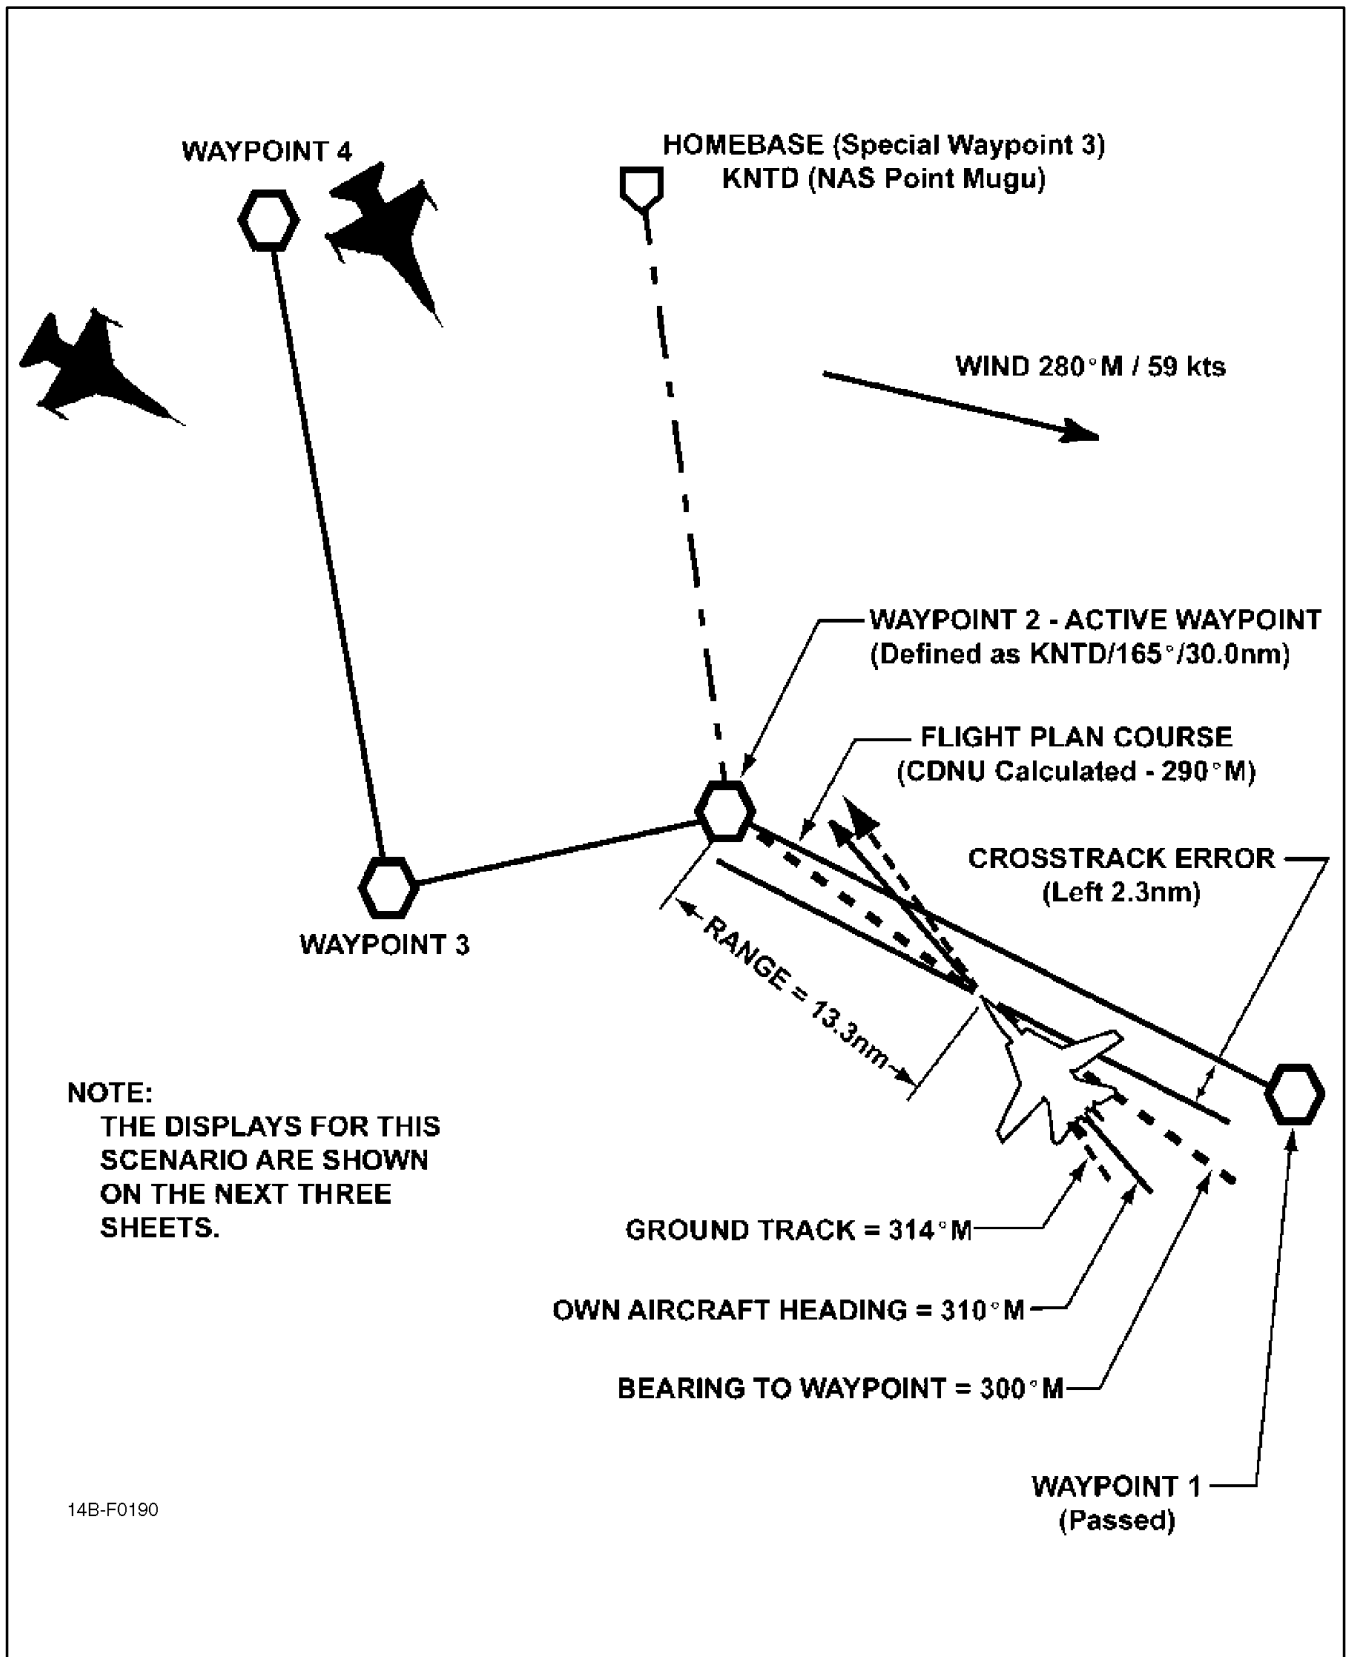 WAYPOINT 4
HOMEBASE (Special Waypoint 3)
KNTD (NAS Point Mugu)
WIND 280°M / 59 kts
WAYPOINT 2 - ACTIVE WAYPOINT
(Defined as KNTD/165°/30.0nm)
FLIGHT PLAN COURSE
(CDNU Calculated - 290°M)
CROSSTRACK ERROR
(Left 2.3nm)
WAYPOINT 3
RANGE = 13.3nm
NOTE:
THE DISPLAYS FOR THIS
SCENARIO ARE SHOWN
ON THE NEXT THREE
SHEETS.
GROUND TRACK = 314°M
OWN AIRCRAFT HEADING = 310°M
BEARING TO WAYPOINT = 300°M
WAYPOINT 1
(Passed)
14B-F0190